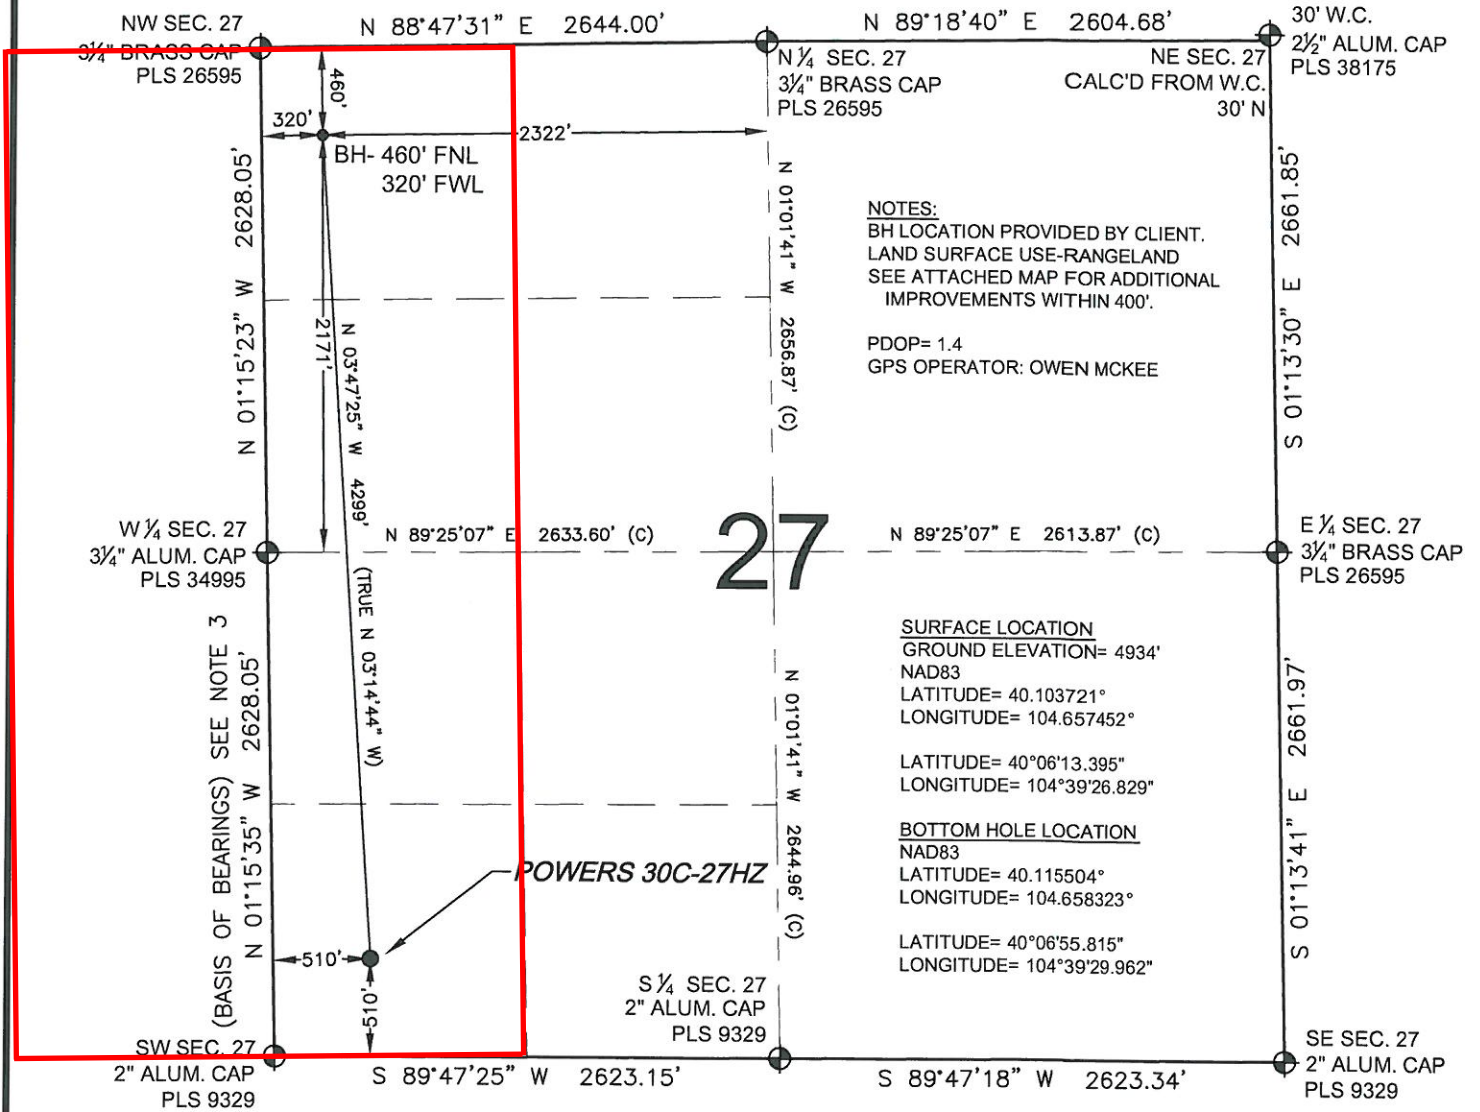 NW SEC. 27
3¼" BRASS CAP
PLS 26595
N 88°47'31" E 2644.00'
N 89°18'40" E 2604.68'
30' W.C.
2½" ALUM. CAP
PLS 38175
N ¼ SEC. 27
3¼" BRASS CAP
PLS 26595
NE SEC. 27
CALC'D FROM W.C.
30' N
460'
320'
2322'
BH- 460' FNL
320' FWL
N 01°15'23" W 2628.05'
2171'
N 03°47'25" W 4299'
(TRUE N 03°14'44" W)
N 01°01'41" W 2656.87' (C)
NOTES:
BH LOCATION PROVIDED BY CLIENT.
LAND SURFACE USE-RANGELAND
SEE ATTACHED MAP FOR ADDITIONAL
IMPROVEMENTS WITHIN 400'.
PDOP= 1.4
GPS OPERATOR: OWEN MCKEE
S 01°13'30" E 2661.85'
W ¼ SEC. 27
3¼" ALUM. CAP
PLS 34995
N 89°25'07" E 2633.60' (C)
27
N 89°25'07" E 2613.87' (C)
E ¼ SEC. 27
3¼" BRASS CAP
PLS 26595
(BASIS OF BEARINGS) SEE NOTE 3
N 01°15'35" W 2628.05'
N 01°01'41" W 2644.96' (C)
SURFACE LOCATION
GROUND ELEVATION= 4934'
NAD83
LATITUDE= 40.103721°
LONGITUDE= 104.657452°
LATITUDE= 40°06'13.395"
LONGITUDE= 104°39'26.829"
BOTTOM HOLE LOCATION
NAD83
LATITUDE= 40.115504°
LONGITUDE= 104.658323°
LATITUDE= 40°06'55.815"
LONGITUDE= 104°39'29.962"
S 01°13'41" E 2661.97'
POWERS 30C-27HZ
510'
510'
S ¼ SEC. 27
2" ALUM. CAP
PLS 9329
SW SEC. 27
2" ALUM. CAP
PLS 9329
S 89°47'25" W 2623.15'
S 89°47'18" W 2623.34'
SE SEC. 27
2" ALUM. CAP
PLS 9329